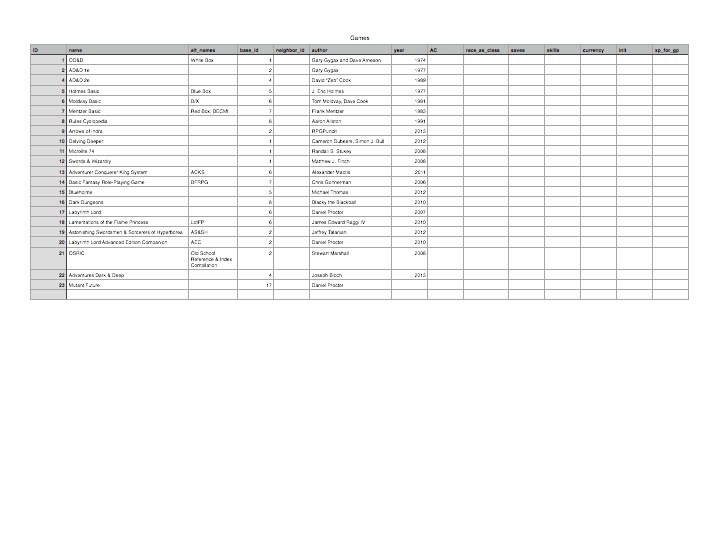 Games
ID name alt_names base_id neighbor_id author year AC race_as_class saves skills currency init xp_for_gp
1 OD&D White Box 1 Gary Gygax and Dave Arneson 1974
2 AD&D 1e 2 Gary Gygax 1977
4 AD&D 2e 4 David "Zeb" Cook 1989
5 Holmes Basic Blue Box 5 J. Eric Holmes 1977
6 Moldvay Basic B/X 6 Tom Moldvay, Dave Cook 1981
7 Mentzer Basic Red Box, BECMI 7 Frank Mentzer 1983
8 Rules Cyclopedia 8 Aaron Allston 1991
9 Arrows of Indra 2 RPGPundit 2013
10 Delving Deeper 1 Cameron Dubeers, Simon J. Bull 2012
11 Microlite 74 1 Randall S. Stukey 2008
12 Swords & Wizardry 1 Matthew J. Finch 2008
13 Adventurer Conquerer King System ACKS 6 Alexander Macris 2011
14 Basic Fantasy Role-Playing Game BFRPG 7 Chris Gonnerman 2006
15 Blueholme 5 Michael Thomas 2012
16 Dark Dungeons 8 Blacky the Blackball 2010
17 Labyrinth Lord 6 Daniel Proctor 2007
18 Lamentations of the Flame Princess LotFP 6 James Edward Raggi IV 2010
19 Astonishing Swordsmen & Sorcerers of Hyperborea AS&SH 2 Jeffrey Talanian 2012
20 Labyrinth Lord Advanced Edition Companion AEC 2 Daniel Proctor 2010
21 OSRIC Old School 2 Stewart Marshall 2008
Reference & Index
Compilation
22 Adventures Dark & Deep 4 Joseph Bloch 2013
23 Mutant Future 17 Daniel Proctor